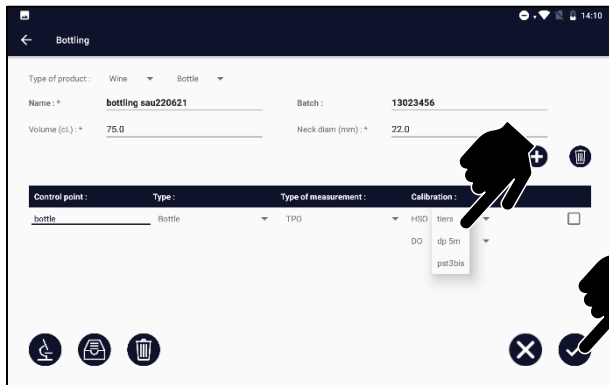 14:10
Bottling
Type of product : Wine Bottle
Name : * bottling sau220621 Batch : 13023456
Volume (cl.) : * 75.0 Neck diam (mm) : * 22.0
Control point : Type : Type of measurement : Calibration :
bottle Bottle TPO HSO tiers
DO dp 5m
pst3bis